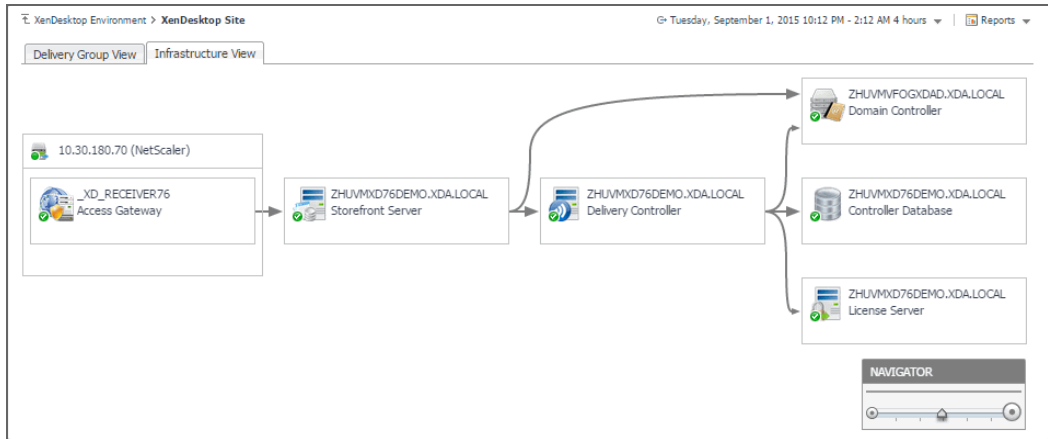 XenDesktop Environment > XenDesktop Site
Tuesday, September 1, 2015 10:12 PM - 2:12 AM 4 hours
Reports
Delivery Group View
Infrastructure View
10.30.180.70 (NetScaler)
_XD_RECEIVER76
Access Gateway
ZHUVMXD76DEMO.XDA.LOCAL
Storefront Server
ZHUVMXD76DEMO.XDA.LOCAL
Delivery Controller
ZHUVMVFOGXDAD.XDA.LOCAL
Domain Controller
ZHUVMXD76DEMO.XDA.LOCAL
Controller Database
ZHUVMXD76DEMO.XDA.LOCAL
License Server
NAVIGATOR